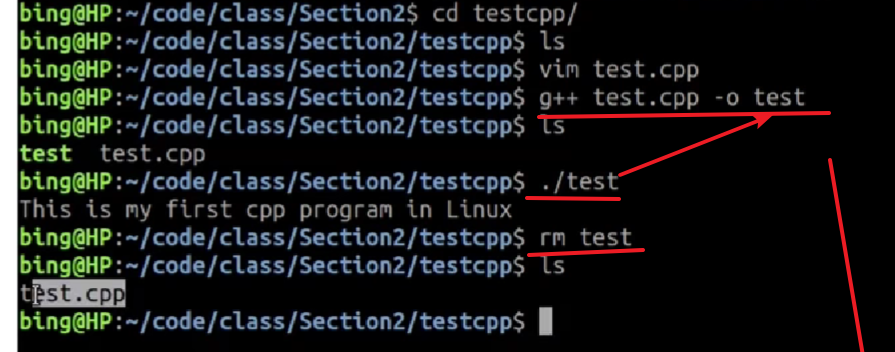 bing@HP:~/code/class/Section2$ cd testcpp/
bing@HP:~/code/class/Section2/testcpp$ ls
bing@HP:~/code/class/Section2/testcpp$ vim test.cpp
bing@HP:~/code/class/Section2/testcpp$ g++ test.cpp -o test
bing@HP:~/code/class/Section2/testcpp$ ls
test  test.cpp
bing@HP:~/code/class/Section2/testcpp$ ./test
This is my first cpp program in Linux
bing@HP:~/code/class/Section2/testcpp$ rm test
bing@HP:~/code/class/Section2/testcpp$ ls
test.cpp
bing@HP:~/code/class/Section2/testcpp$